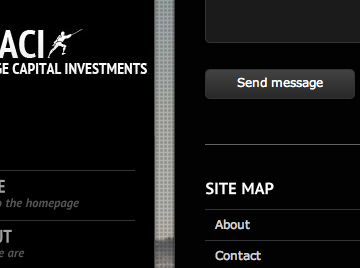 ACI
GE CAPITAL INVESTMENTS
E
o the homepage
UT
e are
Send message
SITE MAP
About
Contact